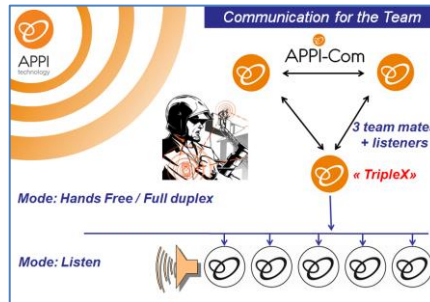 Communication for the Team
APPI
technology
APPI-Com
3 team mates
+ listeners
« TripleX»
Mode: Hands Free / Full duplex
Mode: Listen